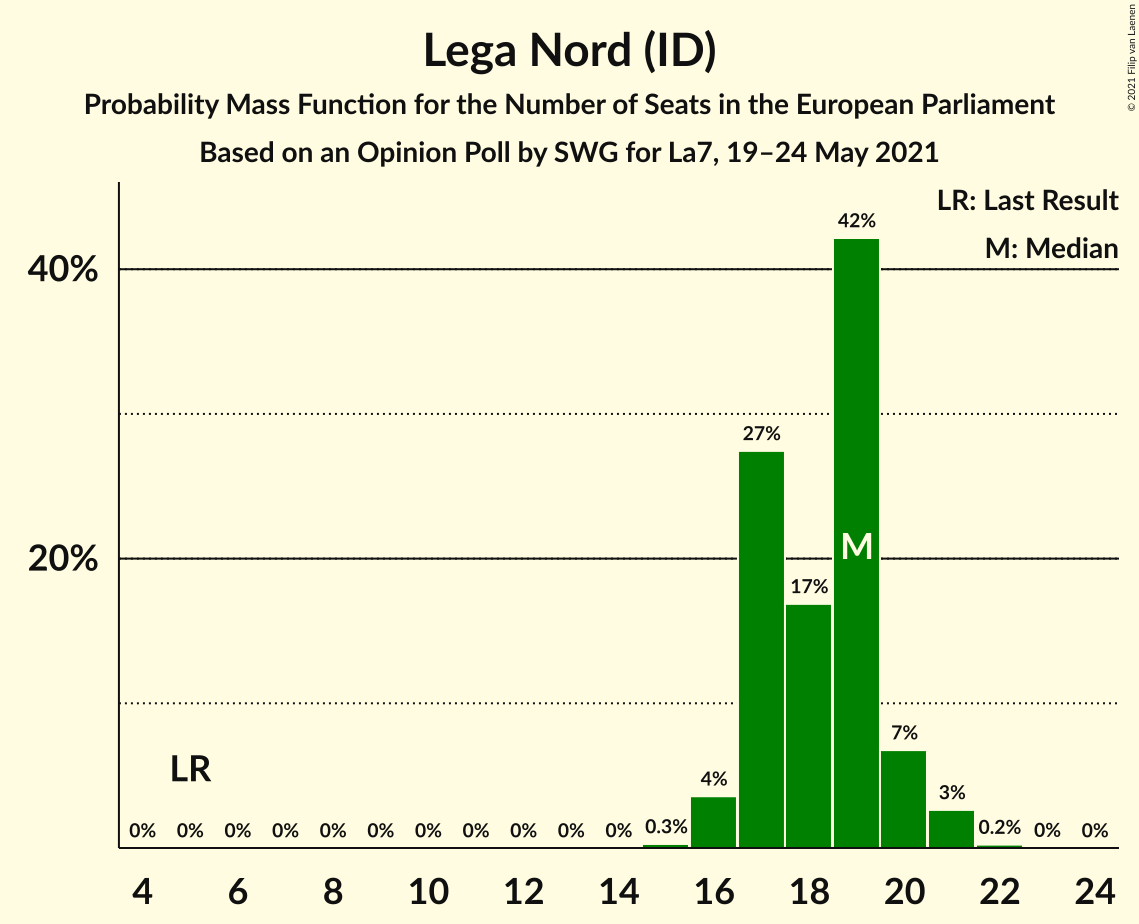 Lega Nord (ID)
Probability Mass Function for the Number of Seats in the European Parliament
Based on an Opinion Poll by SWG for La7, 19–24 May 2021
© 2021 Filip van Laenen
LR: Last Result
M: Median
42%
40%
27%
M
20%
17%
LR
7%
4%
3%
0% 0% 0% 0% 0% 0% 0% 0% 0% 0% 0% 0.3% 0.2% 0% 0%
4 6 8 10 12 14 16 18 20 22 24